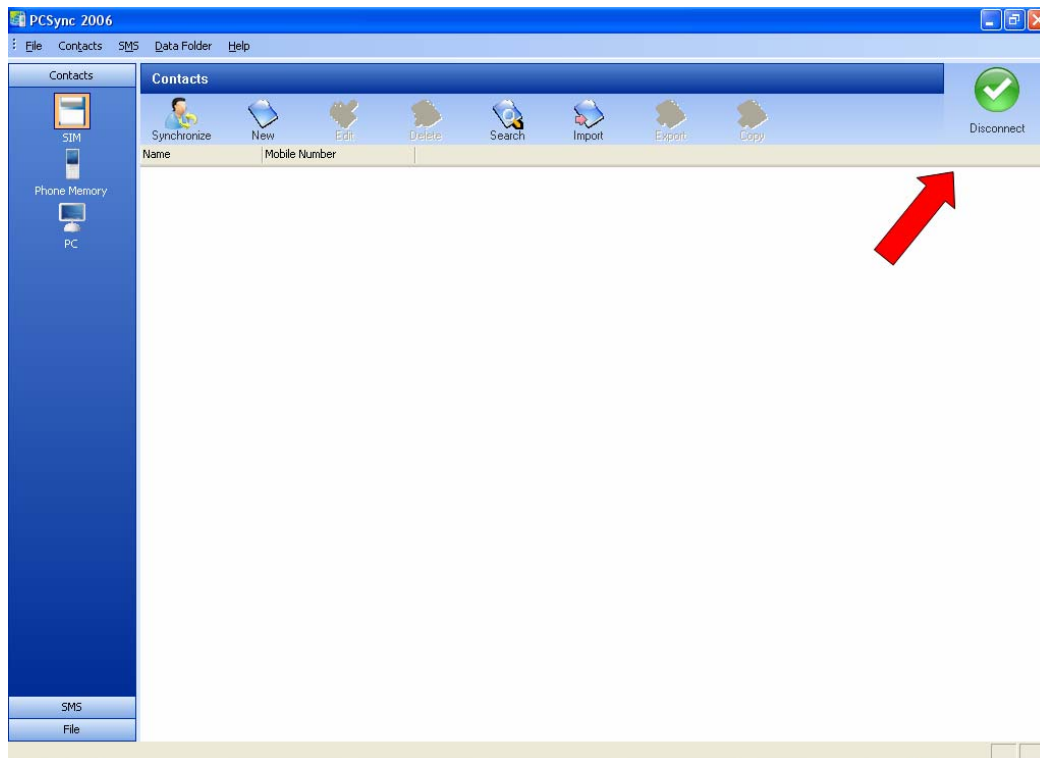 PCSync 2006
File Contacts SMS Data Folder Help
Contacts
Contacts
Synchronize New Edit Delete Search Import Export Copy
Disconnect
Name Mobile Number
SIM
Phone Memory
PC
SMS
File